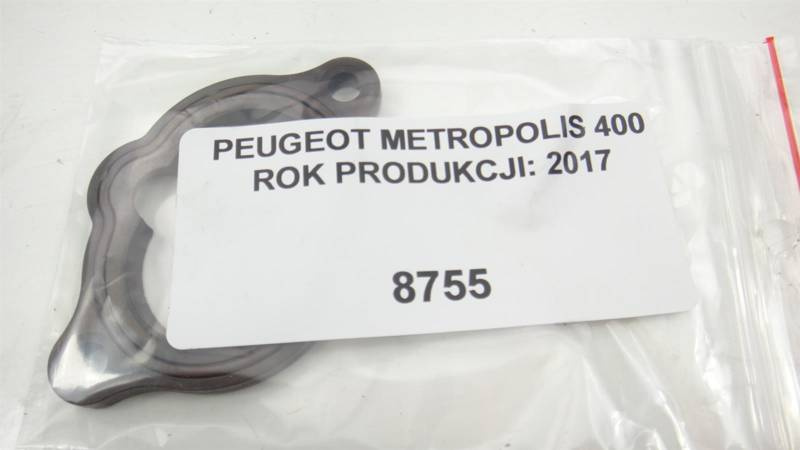 PEUGEOT METROPOLIS 400
ROK PRODUKCJI: 2017
8755